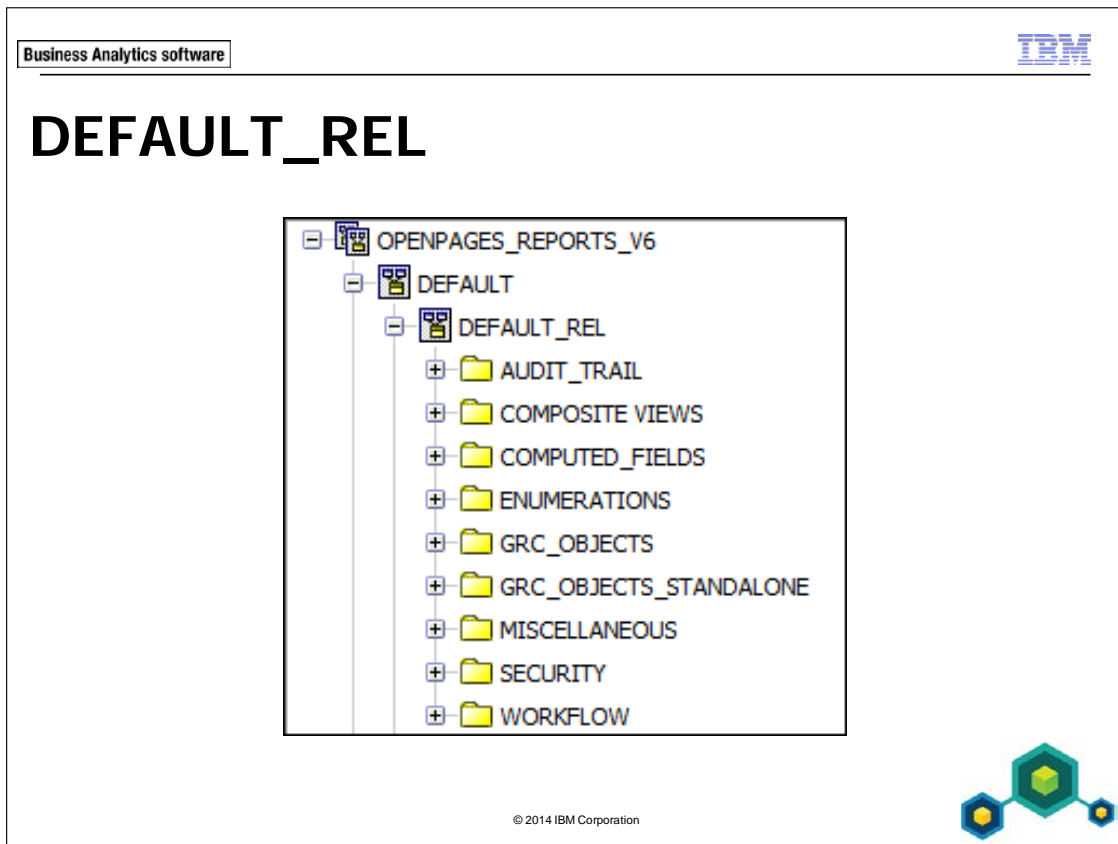 Business Analytics software
IBM
DEFAULT_REL
OPENPAGES_REPORTS_V6
DEFAULT
DEFAULT_REL
AUDIT_TRAIL
COMPOSITE VIEWS
COMPUTED_FIELDS
ENUMERATIONS
GRC_OBJECTS
GRC_OBJECTS_STANDALONE
MISCELLANEOUS
SECURITY
WORKFLOW
© 2014 IBM Corporation